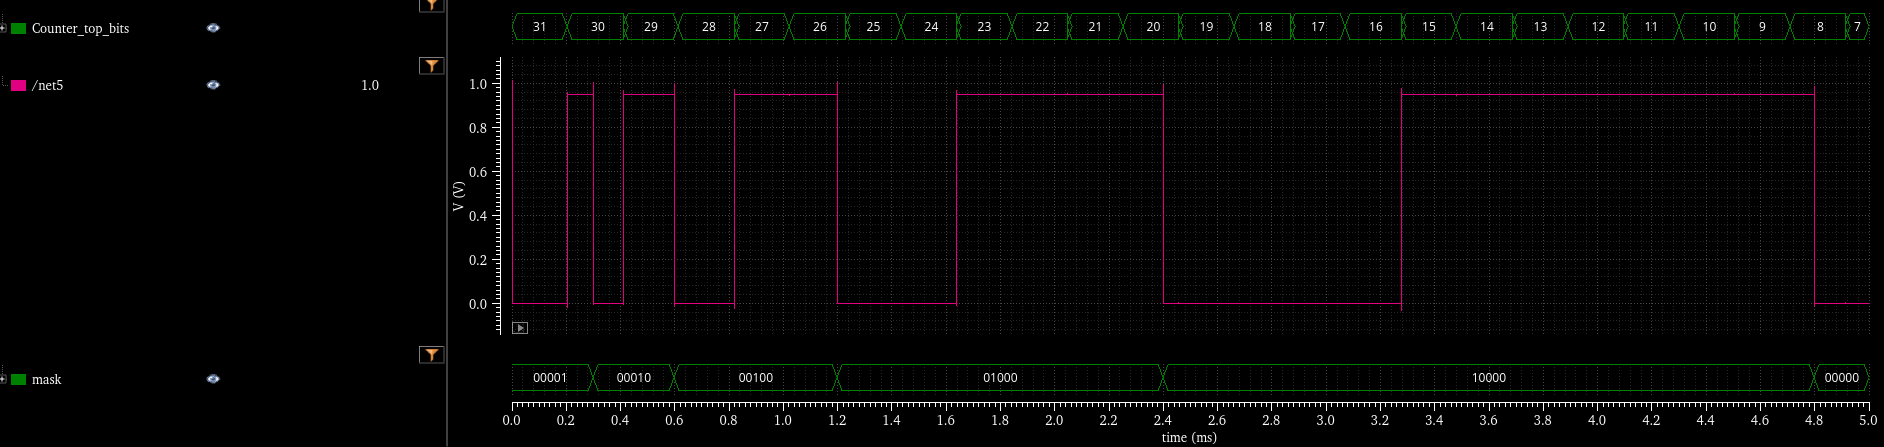 Counter_top_bits
31 30 29 28 27 26 25 24 23 22 21 20 19 18 17 16 15 14 13 12 11 10 9 8 7
/net5 1.0
1.0
0.8
0.6
0.4
0.2
0.0
V (V)
mask
00001 00010 00100 01000 10000 00000
0.0 0.2 0.4 0.6 0.8 1.0 1.2 1.4 1.6 1.8 2.0 2.2 2.4 2.6 2.8 3.0 3.2 3.4 3.6 3.8 4.0 4.2 4.4 4.6 4.8 5.0
time (ms)